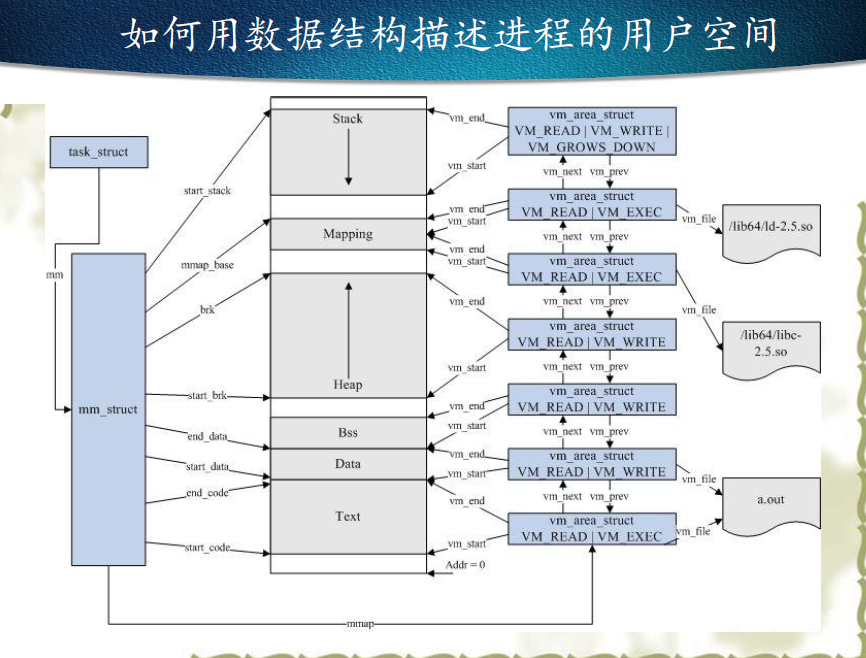 如何用数据结构描述进程的用户空间
task_struct
mm
mm_struct
start_stack
mmap_base
brk
start_brk
end_data
start_data
end_code
start_code
mmap
Stack
Mapping
Heap
Bss
Data
Text
Addr = 0
vm_end
vm_start
vm_end
vm_start
vm_end
vm_start
vm_end
vm_start
vm_end
vm_start
vm_end
vm_start
vm_end
vm_start
vm_area_struct
VM_READ | VM_WRITE |
VM_GROWS_DOWN
vm_next vm_prev
vm_area_struct
VM_READ | VM_EXEC
vm_next vm_prev
vm_area_struct
VM_READ | VM_EXEC
vm_next vm_prev
vm_area_struct
VM_READ | VM_WRITE
vm_next vm_prev
vm_area_struct
VM_READ | VM_WRITE
vm_next vm_prev
vm_area_struct
VM_READ | VM_WRITE
vm_next vm_prev
vm_area_struct
VM_READ | VM_EXEC
vm_file
/lib64/ld-2.5.so
vm_file
/lib64/libc-
2.5.so
vm_file
a.out
vm_file